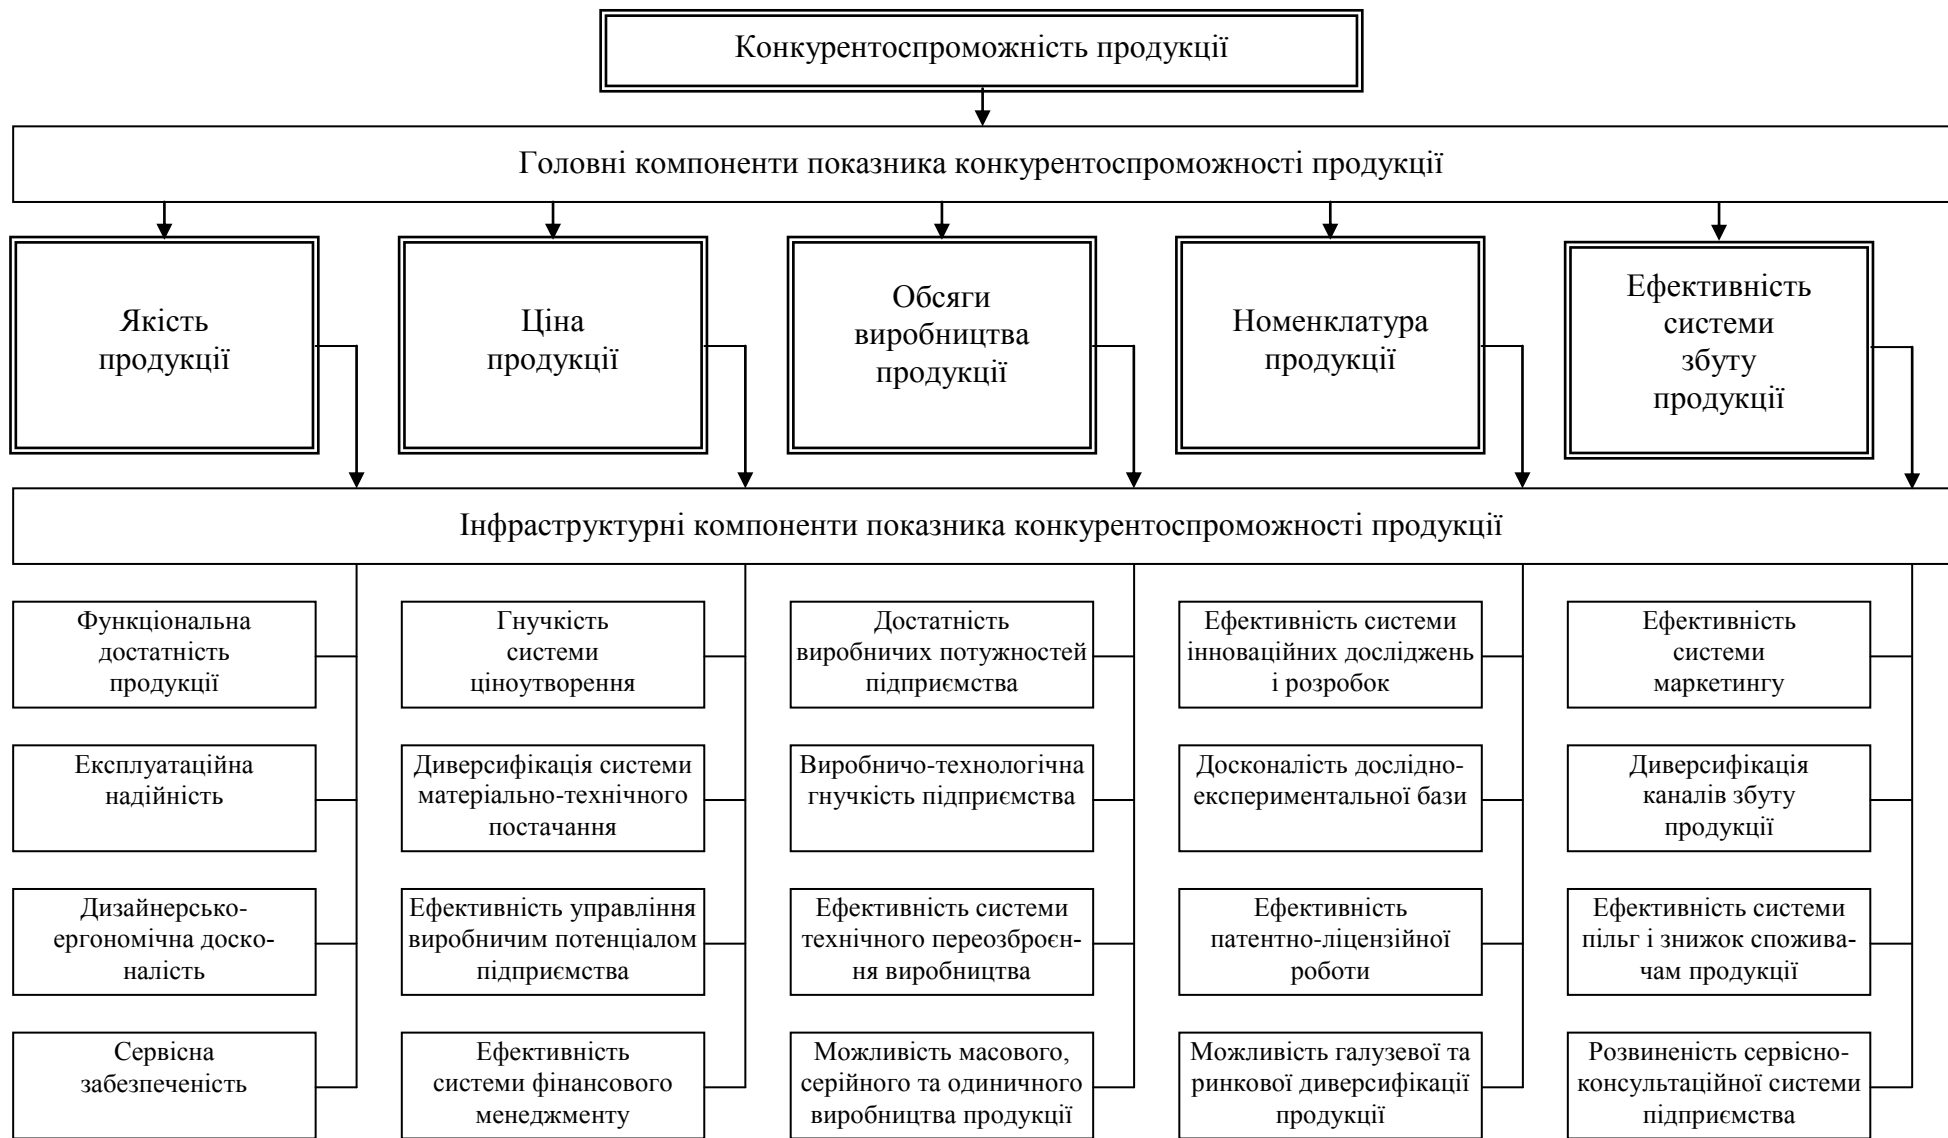 Конкурентоспроможність продукції
Головні компоненти показника конкурентоспроможності продукції
Якість
продукції
Ціна
продукції
Обсяги
виробництва
продукції
Номенклатура
продукції
Ефективність
системи
збуту
продукції
Інфраструктурні компоненти показника конкурентоспроможності продукції
Функціональна
достатність
продукції
Гнучкість
системи
ціноутворення
Достатність
виробничих потужностей
підприємства
Ефективність системи
інноваційних досліджень
і розробок
Ефективність
системи
маркетингу
Експлуатаційна
надійність
Диверсифікація системи
матеріально-технічного
постачання
Виробничо-технологічна
гнучкість підприємства
Досконалість дослідно-
експериментальної бази
Диверсифікація
каналів збуту
продукції
Дизайнерсько-
ергономічна доско-
налість
Ефективність управління
виробничим потенціалом
підприємства
Ефективність системи
технічного переозброєн-
ня виробництва
Ефективність
патентно-ліцензійної
роботи
Ефективність системи
пільг і знижок спожива-
чам продукції
Сервісна
забезпеченість
Ефективність
системи фінансового
менеджменту
Можливість масового,
серійного та одиничного
виробництва продукції
Можливість галузевої та
ринкової диверсифікації
продукції
Розвиненість сервісно-
консультаційної системи
підприємства